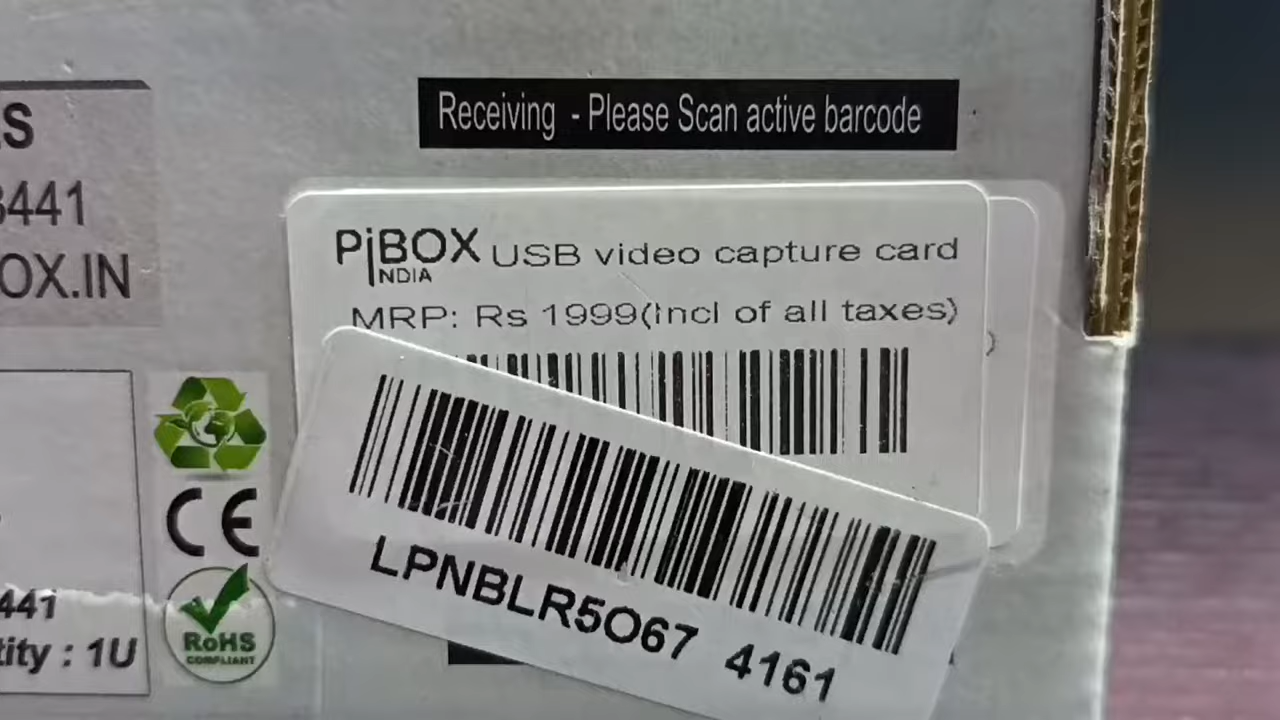 Receiving - Please Scan active barcode
PiBOX USB video capture card
INDIA
MRP: Rs 1999(Incl of all taxes)
3441
OX.IN
CE
RoHS
COMPLIANT
441
tity : 1U
LPNBLR5O67 4161